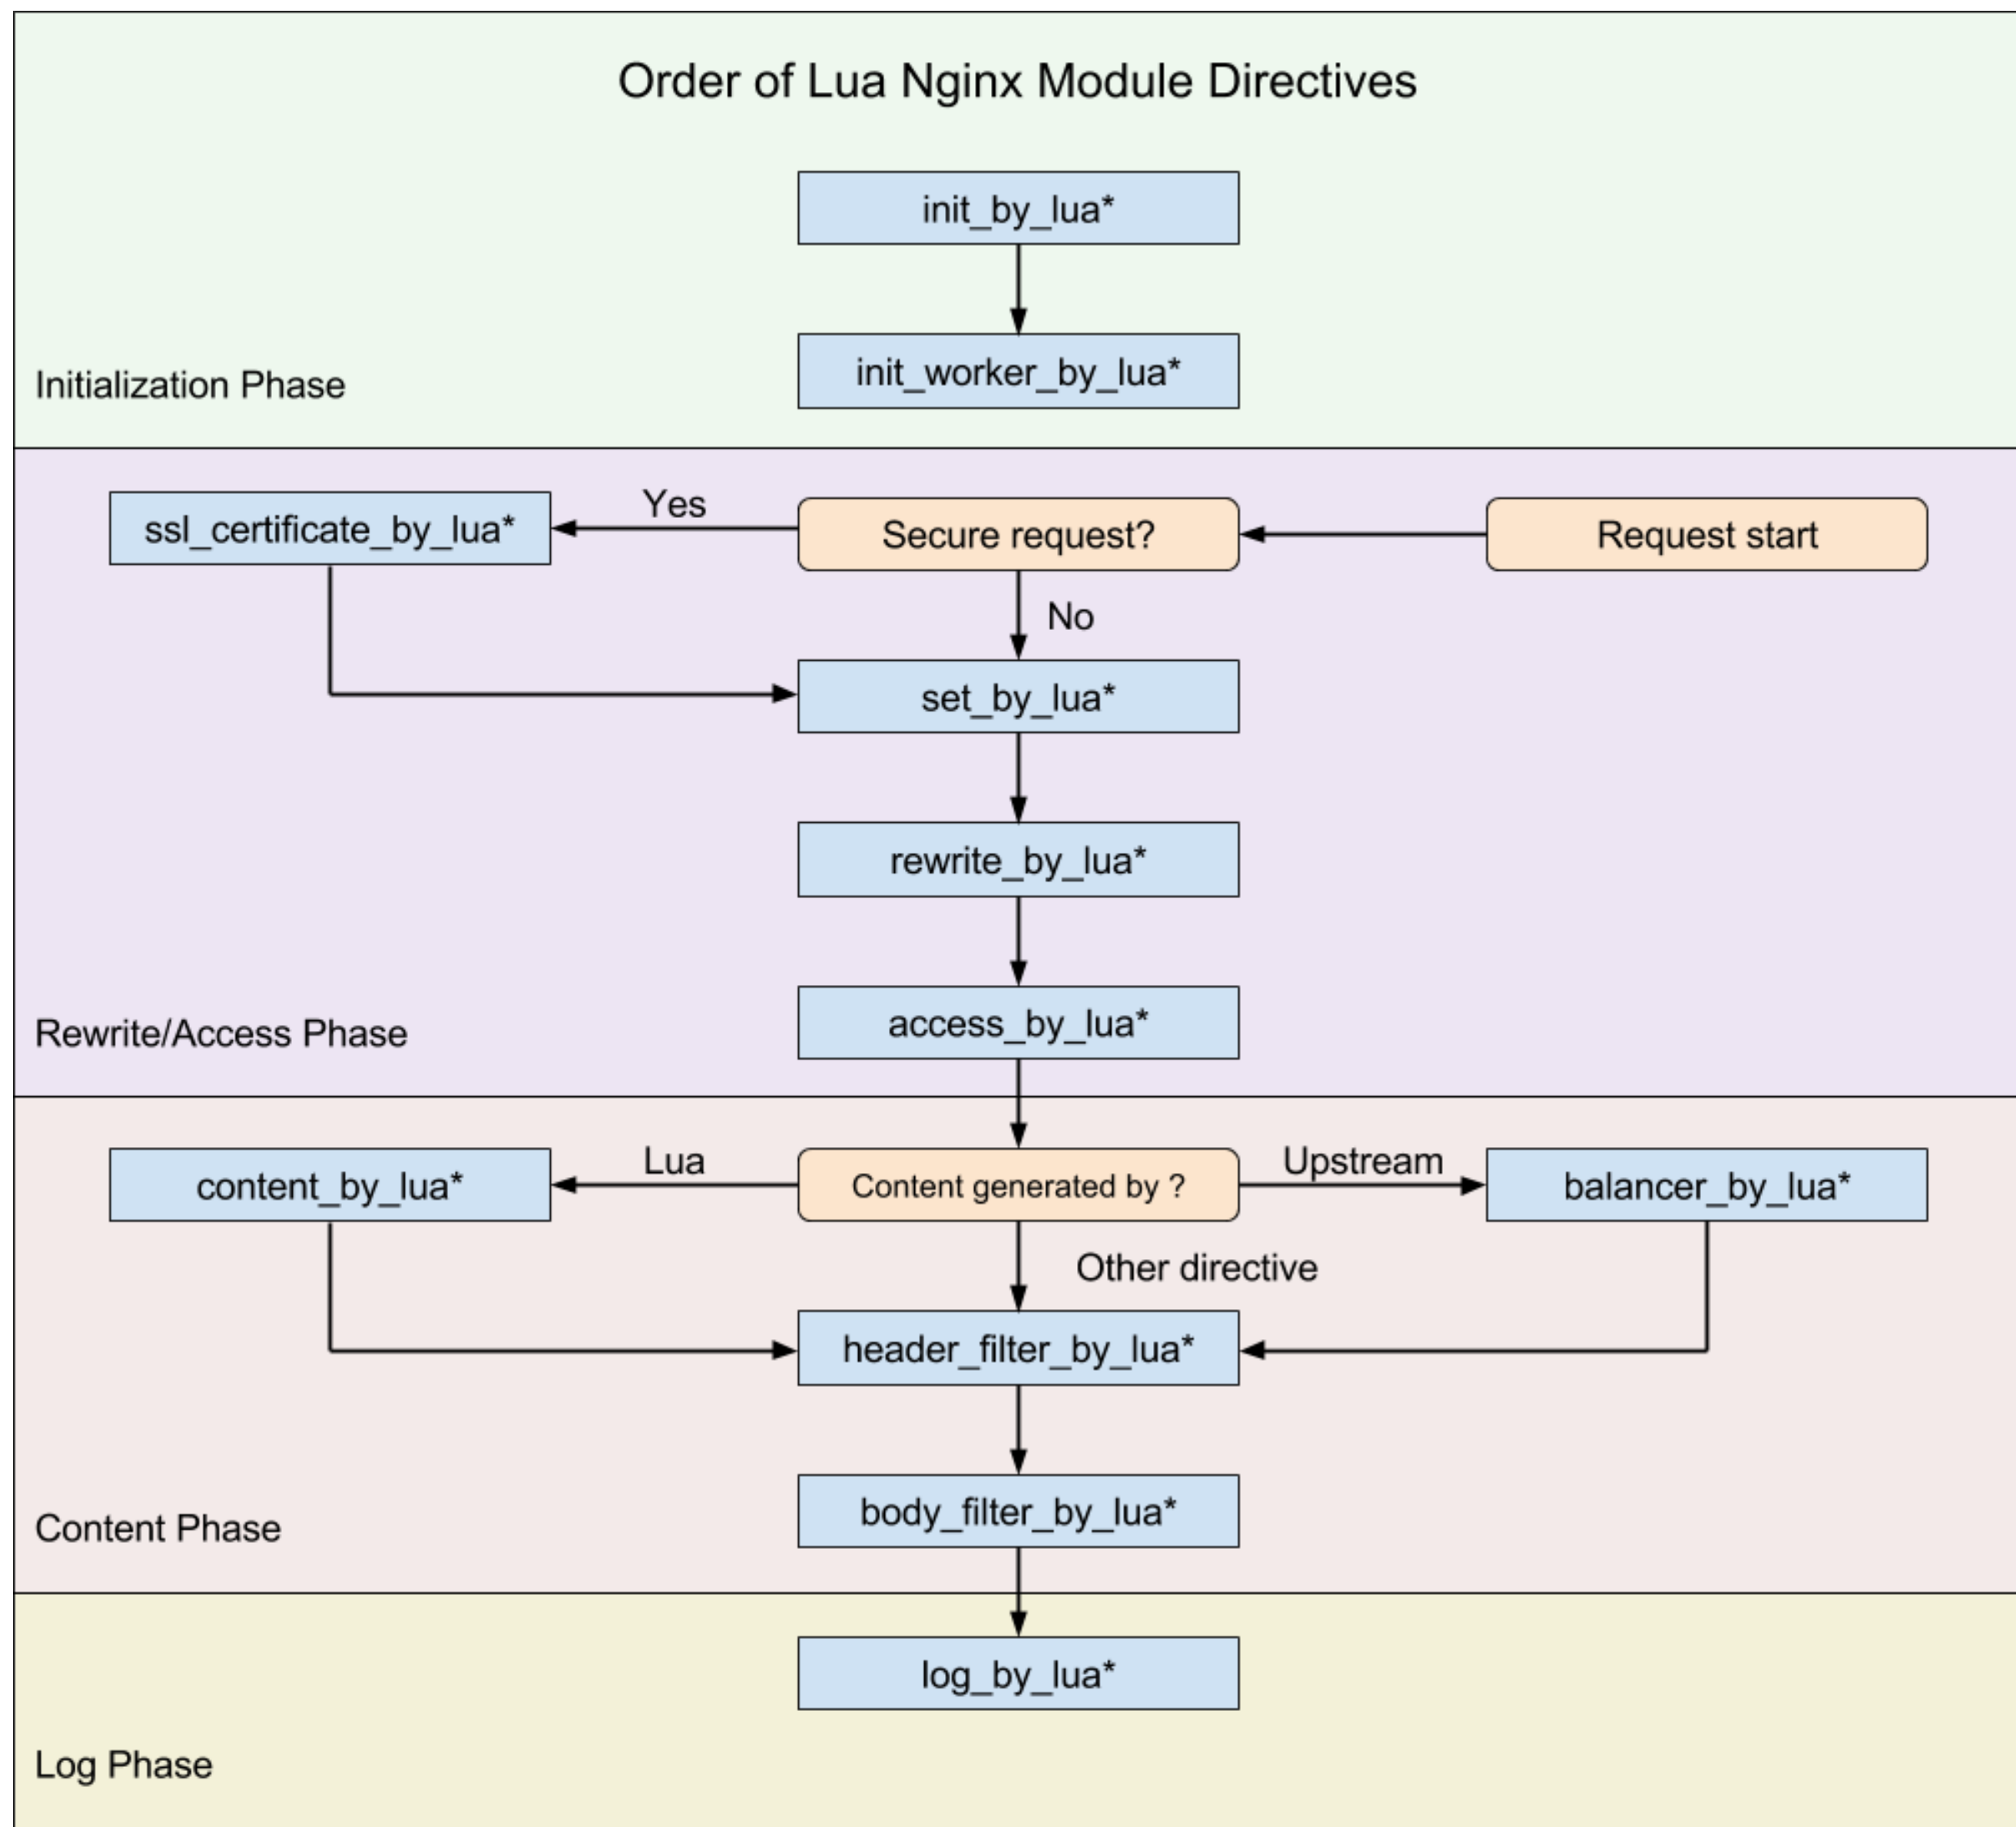 Order of Lua Nginx Module Directives
init_by_lua*
init_worker_by_lua*
Initialization Phase
ssl_certificate_by_lua*
Yes
Secure request?
Request start
No
set_by_lua*
rewrite_by_lua*
access_by_lua*
Rewrite/Access Phase
content_by_lua*
Lua
Content generated by ?
Upstream
balancer_by_lua*
Other directive
header_filter_by_lua*
body_filter_by_lua*
Content Phase
log_by_lua*
Log Phase